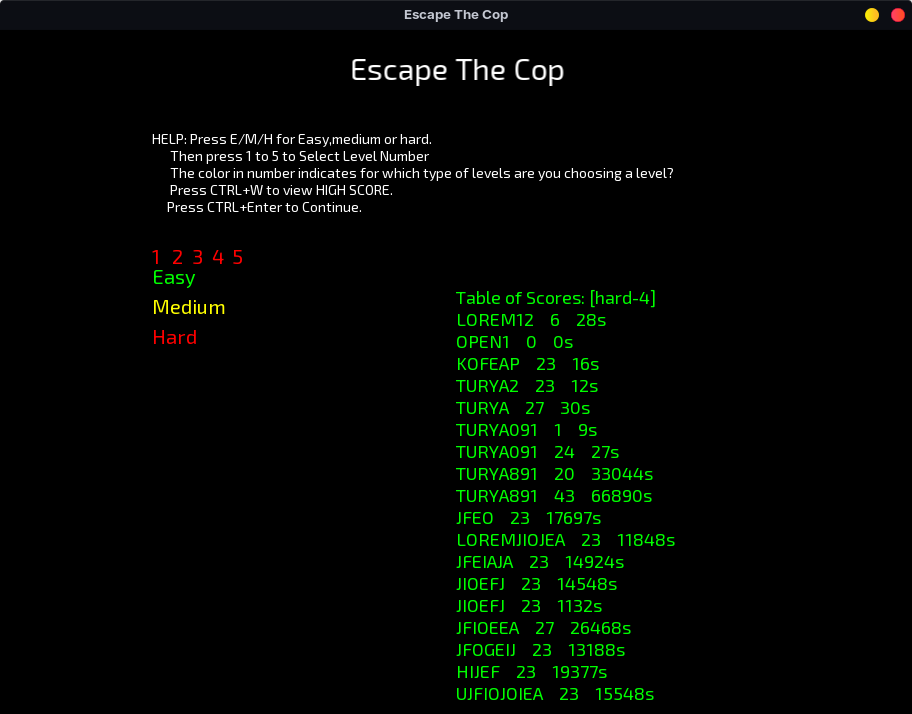 Escape The Cop
Escape The Cop
HELP: Press E/M/H for Easy,medium or hard.
Then press 1 to 5 to Select Level Number
The color in number indicates for which type of levels are you choosing a level?
Press CTRL+W to view HIGH SCORE.
Press CTRL+Enter to Continue.
1 2 3 4 5
Easy
Medium
Hard
Table of Scores: [hard-4]
LOREM12 6 28s
OPEN1 0 0s
KOFEAP 23 16s
TURYA2 23 12s
TURYA 27 30s
TURYA091 1 9s
TURYA091 24 27s
TURYA891 20 33044s
TURYA891 43 66890s
JFEO 23 17697s
LOREMJIOJEA 23 11848s
JFEIAJA 23 14924s
JIOEFJ 23 14548s
JIOEFJ 23 1132s
JFIOEEA 27 26468s
JFOGEIJ 23 13188s
HIJEF 23 19377s
UJFIOJOIEA 23 15548s